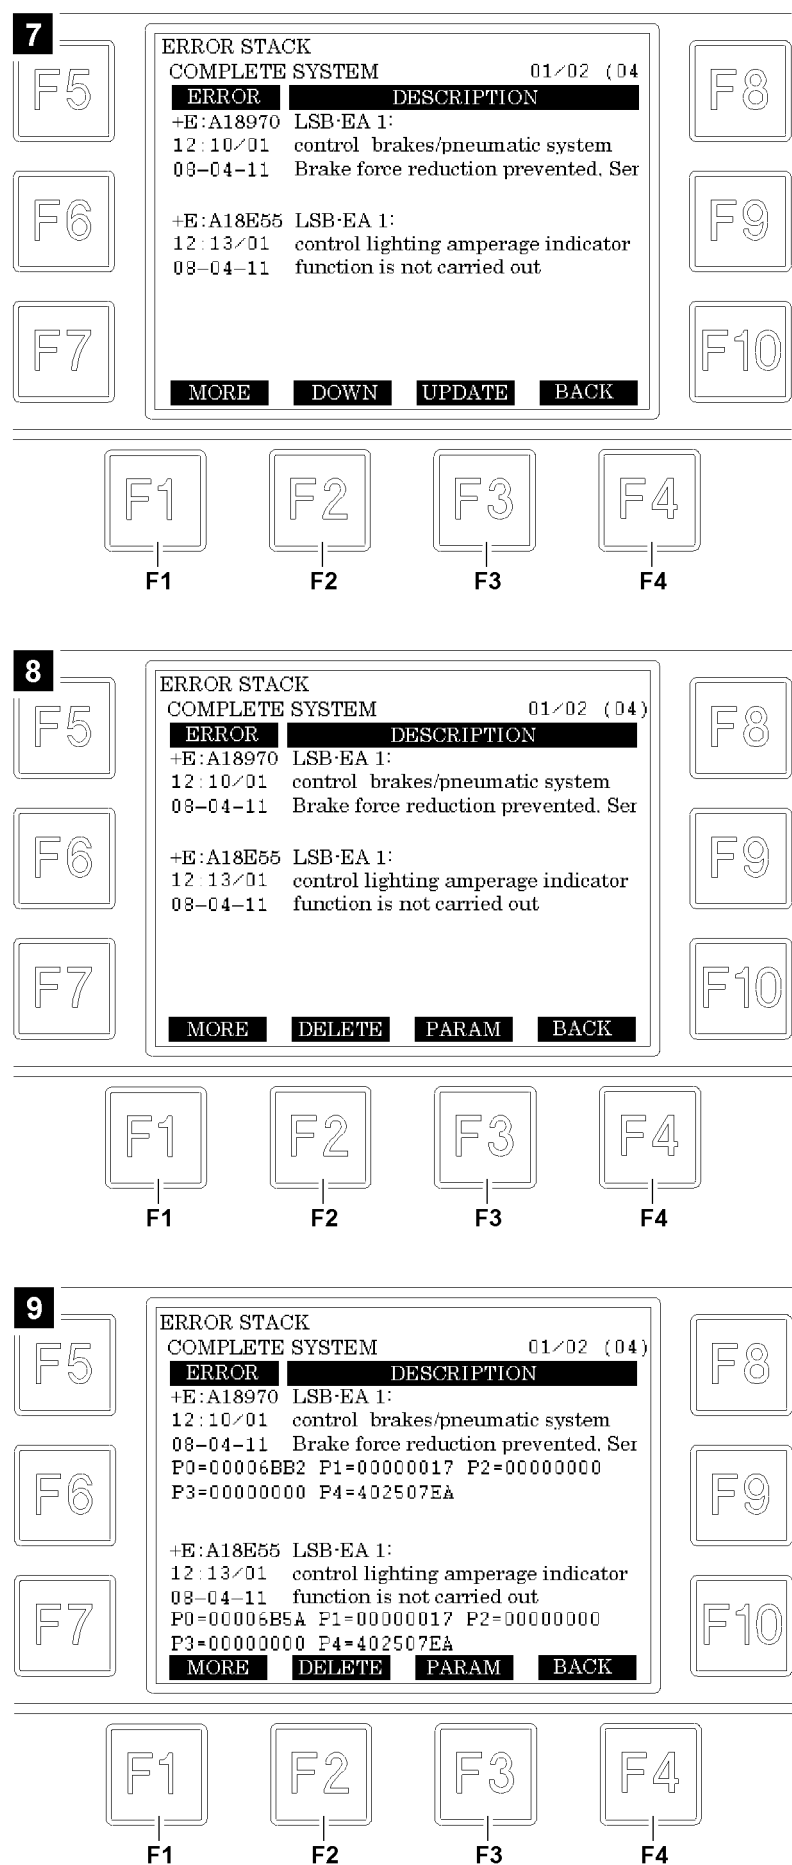 7
F5
F8
ERROR STACK
COMPLETE SYSTEM 01/02 (04
ERROR DESCRIPTION
+E:A18970 LSB-EA 1:
12:10/01 control brakes/pneumatic system
08-04-11 Brake force reduction prevented. Ser
F6
F9
+E:A18E55 LSB-EA 1:
12:13/01 control lighting amperage indicator
08-04-11 function is not carried out
F7
F10
MORE DOWN UPDATE BACK
F1 F2 F3 F4
F1 F2 F3 F4
8
F5
F8
ERROR STACK
COMPLETE SYSTEM 01/02 (04)
ERROR DESCRIPTION
+E:A18970 LSB-EA 1:
12:10/01 control brakes/pneumatic system
08-04-11 Brake force reduction prevented. Ser
F6
F9
+E:A18E55 LSB-EA 1:
12:13/01 control lighting amperage indicator
08-04-11 function is not carried out
F7
F10
MORE DELETE PARAM BACK
F1 F2 F3 F4
F1 F2 F3 F4
9
F5
F8
ERROR STACK
COMPLETE SYSTEM 01/02 (04)
ERROR DESCRIPTION
+E:A18970 LSB-EA 1:
12:10/01 control brakes/pneumatic system
08-04-11 Brake force reduction prevented. Ser
P0=00006BB2 P1=00000017 P2=00000000
P3=00000000 P4=402507EA
F6
F9
+E:A18E55 LSB-EA 1:
12:13/01 control lighting amperage indicator
08-04-11 function is not carried out
P0=00006B5A P1=00000017 P2=00000000
P3=00000000 P4=402507EA
F7
F10
MORE DELETE PARAM BACK
F1 F2 F3 F4
F1 F2 F3 F4